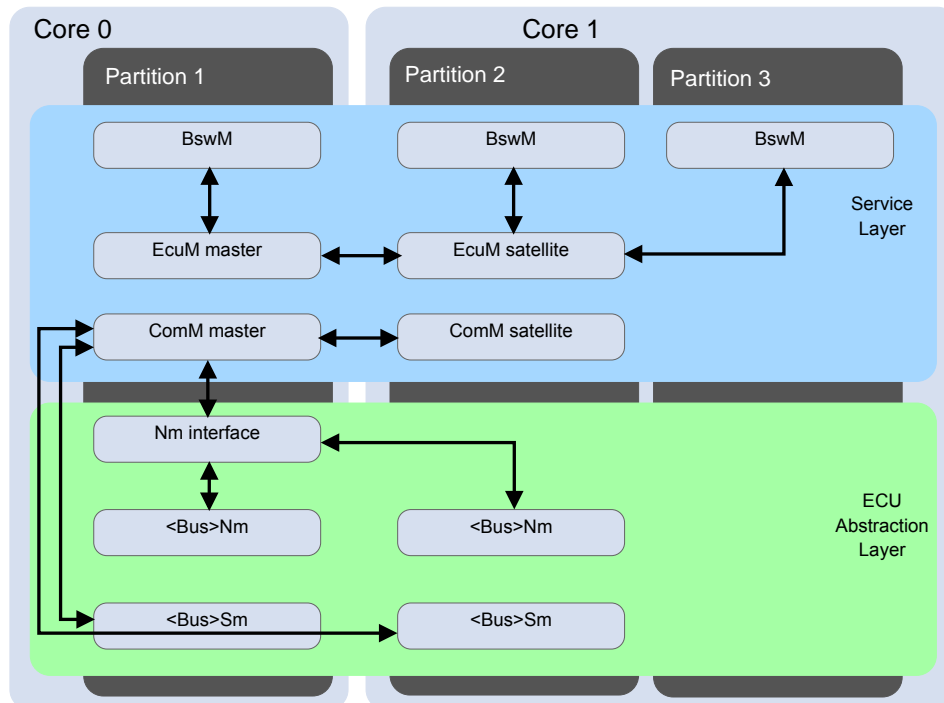 Core 0
Core 1
Partition 1
Partition 2
Partition 3
BswM
BswM
BswM
Service
Layer
EcuM master
EcuM satellite
ComM master
ComM satellite
Nm interface
<Bus>Nm
<Bus>Nm
ECU
Abstraction
Layer
<Bus>Sm
<Bus>Sm